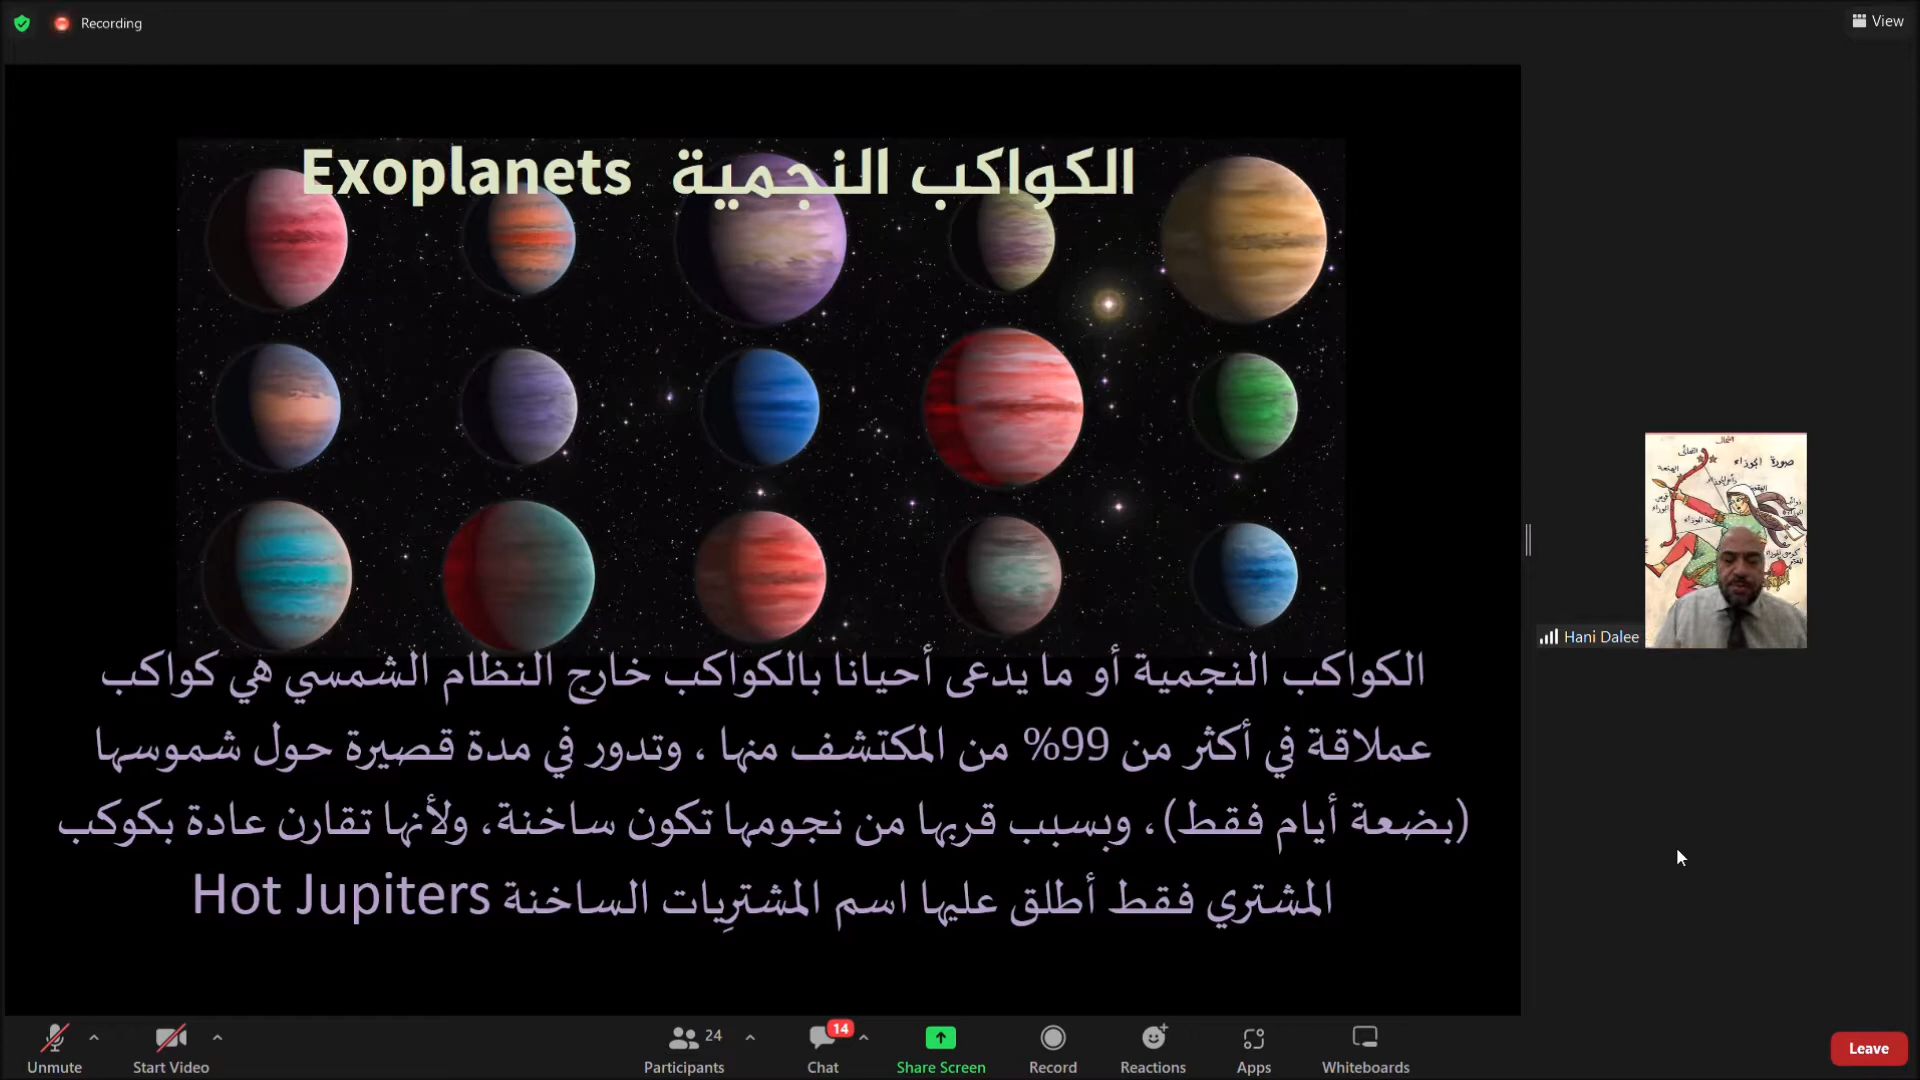 Recording
View
الكواكب النجمية Exoplanets
الكواكب النجمية أو ما يدعى أحيانا بالكواكب خارج النظام الشمسي هي كواكب
عملاقة في أكثر من 99% من المكتشف منها ، وتدور في مدة قصيرة حول شموسها
(بضعة أيام فقط)، وبسبب قربها من نجومها تكون ساخنة، ولأنها تقارن عادة بكوكب
المشتري فقط أطلق عليها اسم المشترِيات الساخنة Hot Jupiters
صورة الجوزاء
Hani Dalee
Unmute
Start Video
24
Participants
14
Chat
Share Screen
Record
Reactions
Apps
Whiteboards
Leave